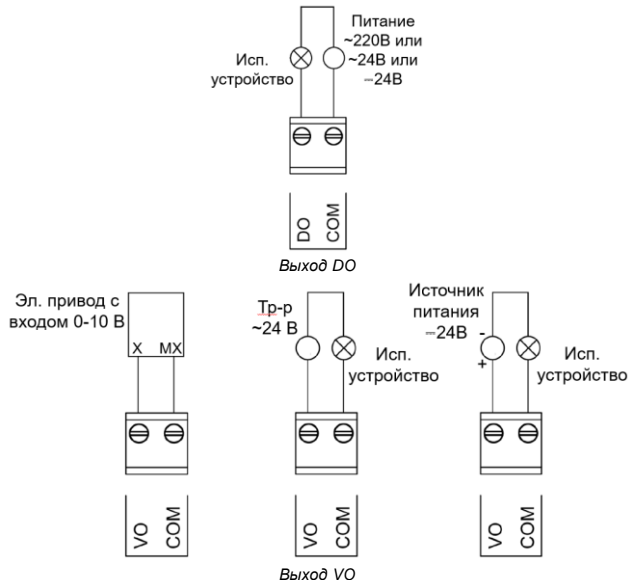 Исп.
устройство
Питание
~220В или
~24В или
⎓24В
DO
COM
Выход DO
Эл. привод с
входом 0-10 В
X MX
VO
COM
Тр-р
~24 В
Исп.
устройство
VO
COM
Источник
питания
⎓24В
-
+
Исп.
устройство
VO
COM
Выход VO